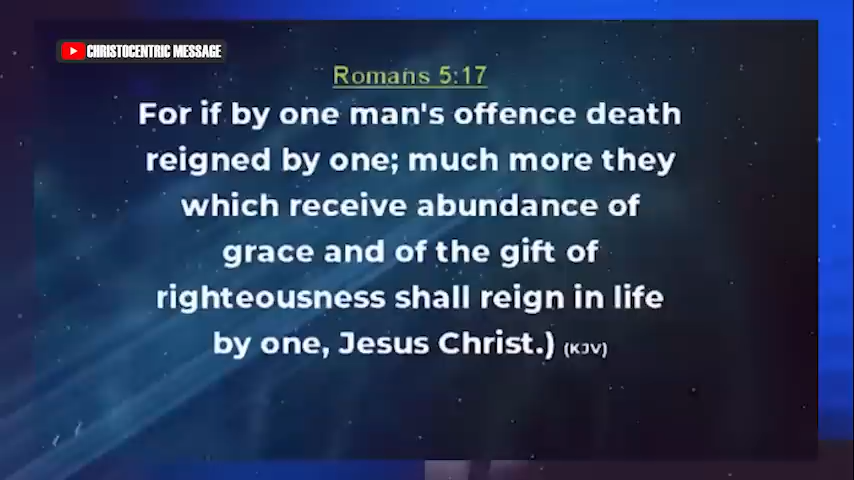 CHRISTOCENTRIC MESSAGE
Romans 5:17
For if by one man's offence death
reigned by one; much more they
which receive abundance of
grace and of the gift of
righteousness shall reign in life
by one, Jesus Christ.) (KJV)